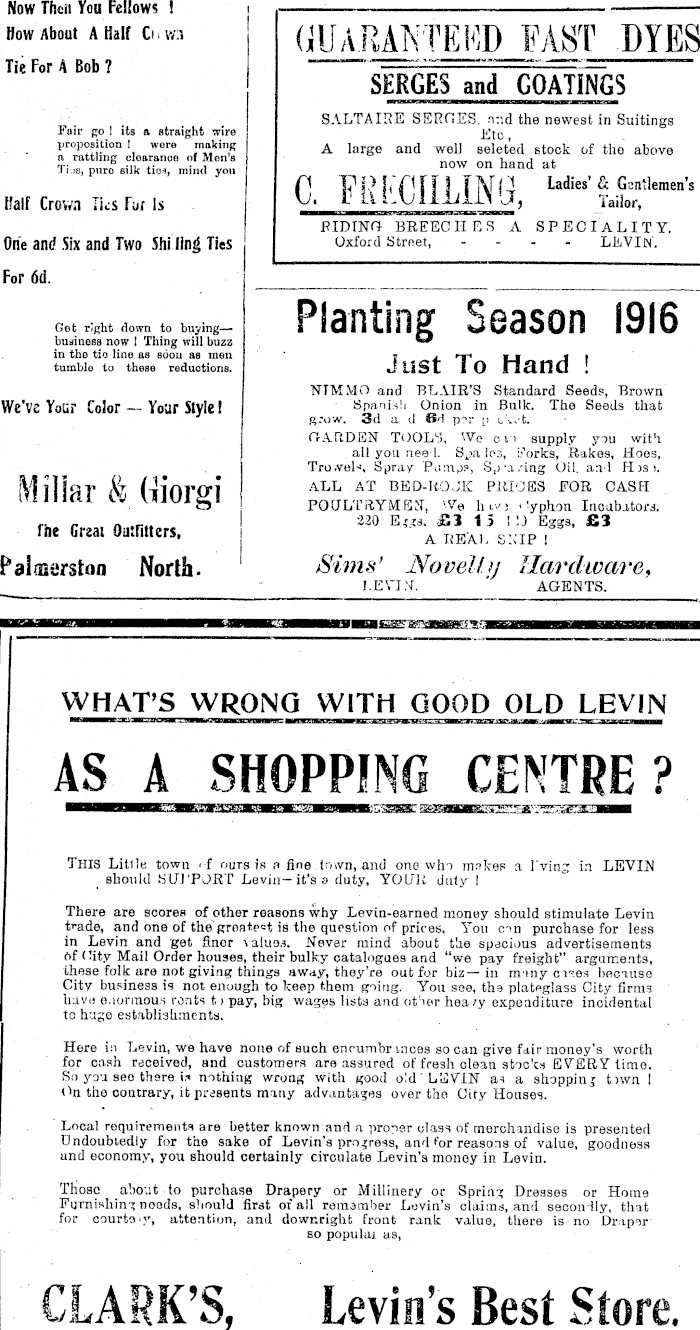 Now Then You Fellows !
How About A Half Crown
Tie For A Bob ?
Fair go ! its a straight wire
proposition ! were making
a rattling clearance of Men's
Ties, pure silk ties, mind you
Half Crown Ties For 1s
One and Six and Two Shilling Ties
For 6d.
Get right down to buying—
business now ! Thing will buzz
in the tie line as soon as men
tumble to these reductions.
We've Your Color — Your Style !
Millar & Giorgi
The Great Outfitters,
Palmerston North.
GUARANTEED FAST DYES
SERGES and COATINGS
SALTAIRE SERGES, and the newest in Suitings
Etc,
A large and well seleted stock of the above
now on hand at
C. FRECHLING, Ladies' & Gentlemen's
Tailor,
RIDING BREECHES A SPECIALITY.
Oxford Street, - - - - LEVIN.
Planting Season 1916
Just To Hand !
NIMMO and BLAIR'S Standard Seeds, Brown
Spanish Onion in Bulk. The Seeds that
grow. 3d and 6d per packet.
GARDEN TOOLS, We can supply you with
all you need. Spades, Forks, Rakes, Hoes,
Trowels, Spray Pumps, Spraying Oil, and Hose.
ALL AT BED-ROCK PRICES FOR CASH
POULTRYMEN, We have Cyphon Incubators.
220 Eggs. £3 15 Eggs, £3
A REAL SNIP !
Sims' Novelty Hardware,
LEVIN. AGENTS.
WHAT'S WRONG WITH GOOD OLD LEVIN
AS A SHOPPING CENTRE ?
THIS Little town of ours is a fine town, and one who makes a living in LEVIN
should SUPPORT Levin—it's a duty, YOUR duty !
There are scores of other reasons why Levin-earned money should stimulate Levin
trade, and one of the greatest is the question of prices, You can purchase for less
in Levin and get finer values. Never mind about the specious advertisements
of City Mail Order houses, their bulky catalogues and "we pay freight" arguments,
these folk are not giving things away, they're out for biz— in many cases because
City business is not enough to keep them going. You see, the plateglass City firms
have enormous rents to pay, big wages lists and other heavy expenditure incidental
to huge establishments.
Here in Levin, we have none of such encumbrances so can give fair money's worth
for cash received, and customers are assured of fresh clean stocks EVERY time.
So you see there is nothing wrong with good old LEVIN as a shopping town !
On the contrary, it presents many advantages over the City Houses.
Local requirements are better known and a proper class of merchandise is presented
Undoubtedly for the sake of Levin's progress, and for reasons of value, goodness
and economy, you should certainly circulate Levin's money in Levin.
Those about to purchase Drapery or Millinery or Spring Dresses or Home
Furnishing needs, should first of all remember Levin's claims, and secondly, that
for courtesy, attention, and downright front rank value, there is no Draper
so popular as,
CLARK'S, Levin's Best Store.